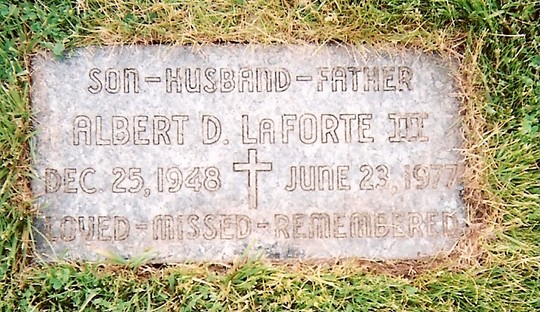 SON-HUSBAND-FATHER
ALBERT D. LaFORTE III
DEC. 25, 1948 JUNE 23, 1977
LOVED-MISSED-REMEMBERED